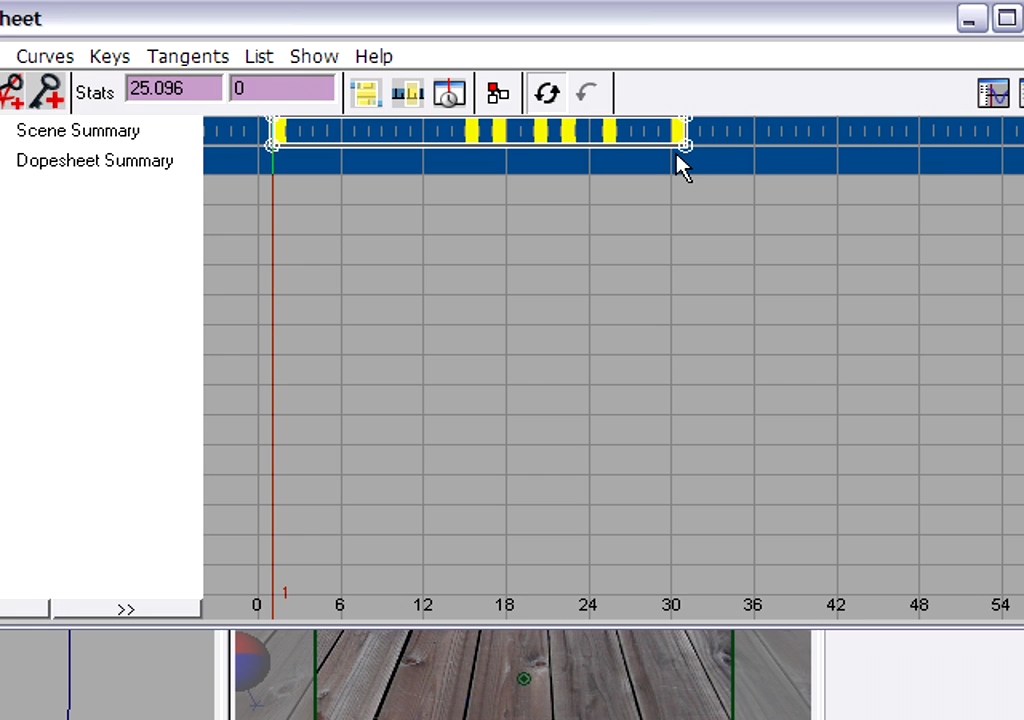 heet
Curves Keys Tangents List Show Help
Stats 25.096 0
Scene Summary
Dopesheet Summary
1
>> 0 6 12 18 24 30 36 42 48 54